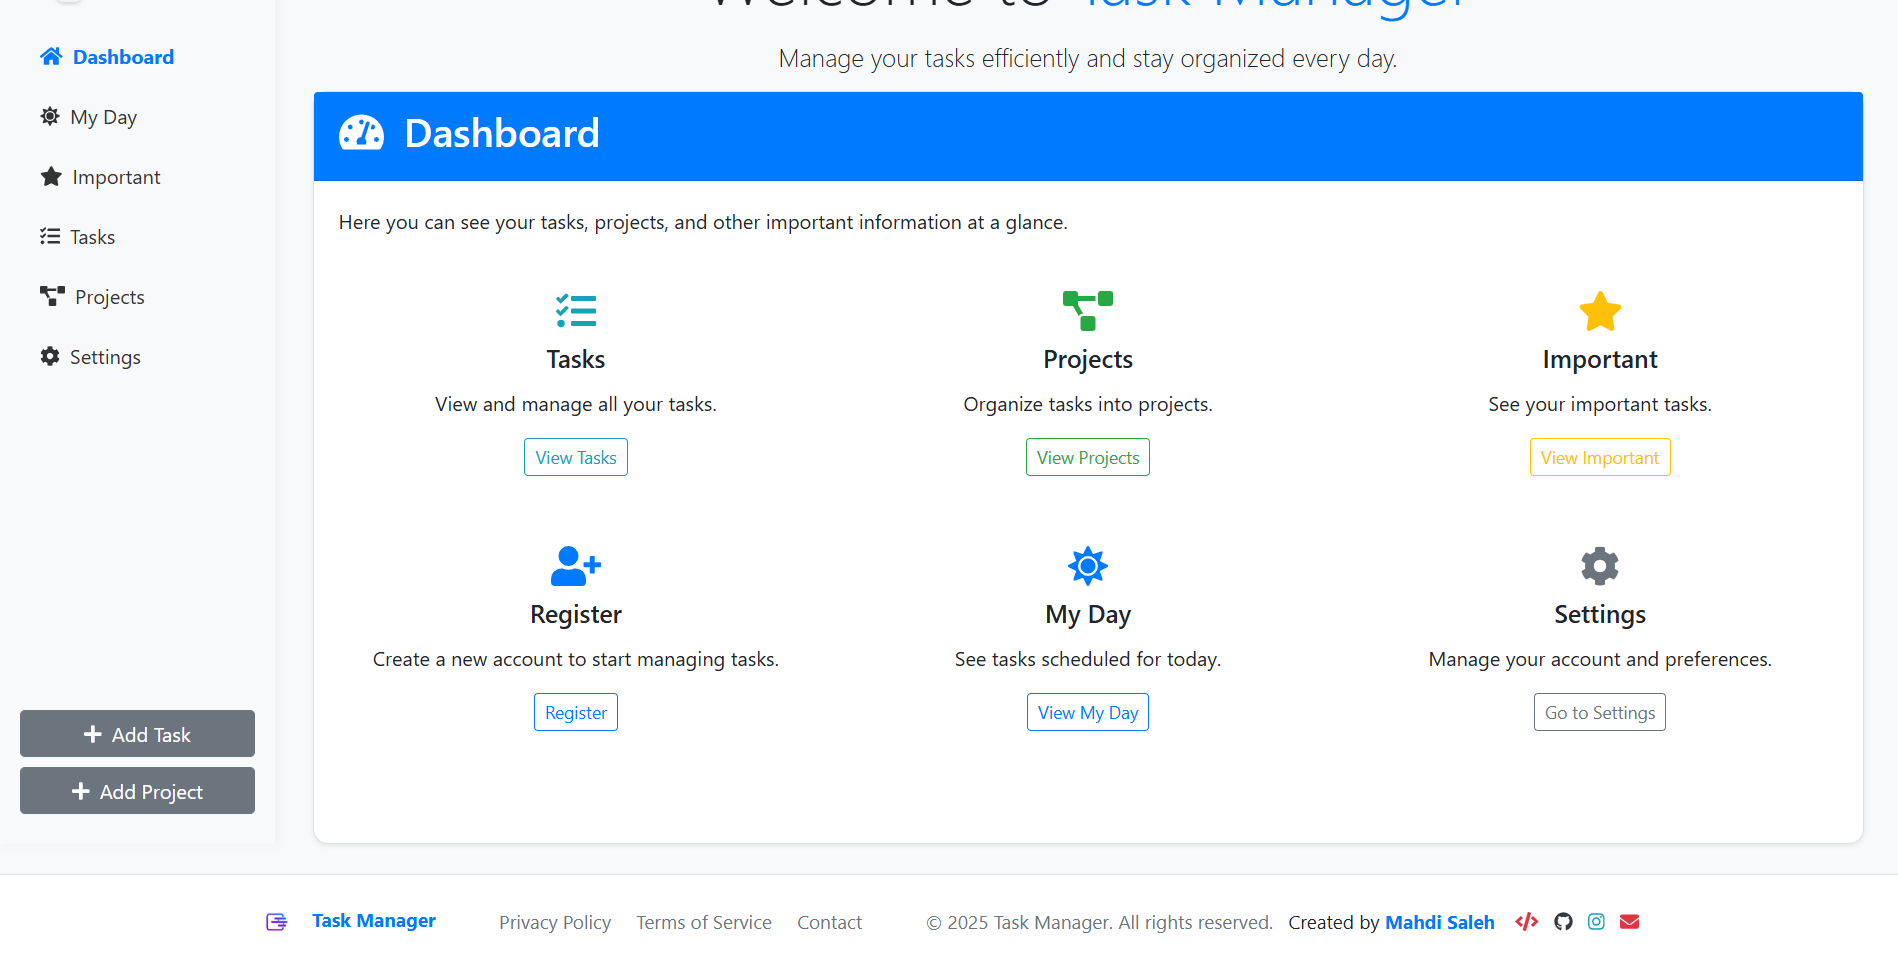 Welcome to Task Manager
Manage your tasks efficiently and stay organized every day.
Dashboard
My Day
Important
Tasks
Projects
Settings
Add Task
Add Project
Dashboard
Here you can see your tasks, projects, and other important information at a glance.
Tasks
View and manage all your tasks.
View Tasks
Projects
Organize tasks into projects.
View Projects
Important
See your important tasks.
View Important
Register
Create a new account to start managing tasks.
Register
My Day
See tasks scheduled for today.
View My Day
Settings
Manage your account and preferences.
Go to Settings
Task Manager Privacy Policy Terms of Service Contact © 2025 Task Manager. All rights reserved. Created by Mahdi Saleh